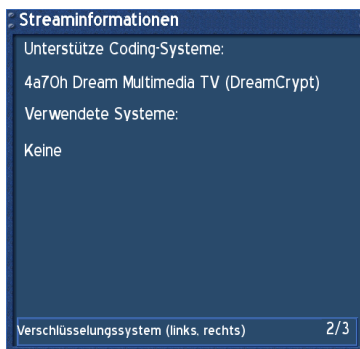 Streaminformationen
Unterstütze Coding-Systeme:
4a70h Dream Multimedia TV (DreamCrypt)
Verwendete Systeme:
Keine
Verschlüsselungssystem (links, rechts) 2/3